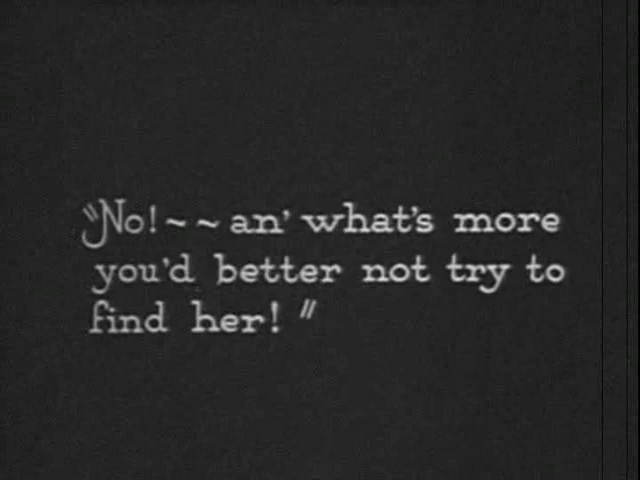 "No! ~ ~ an' what's more
you'd better not try to
find her! "